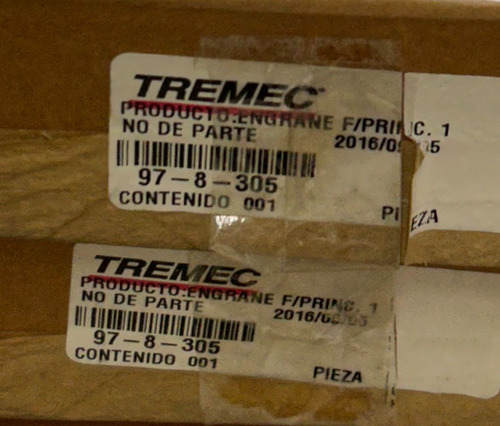 TREMEC
PRODUCTO:ENGRANE F/PRINC. 1
NO DE PARTE
97-8-305
CONTENIDO 001
PIEZA
TREMEC
PRODUCTO:ENGRANE F/PRINC. 1
NO DE PARTE
97-8-305
CONTENIDO 001
PIEZA